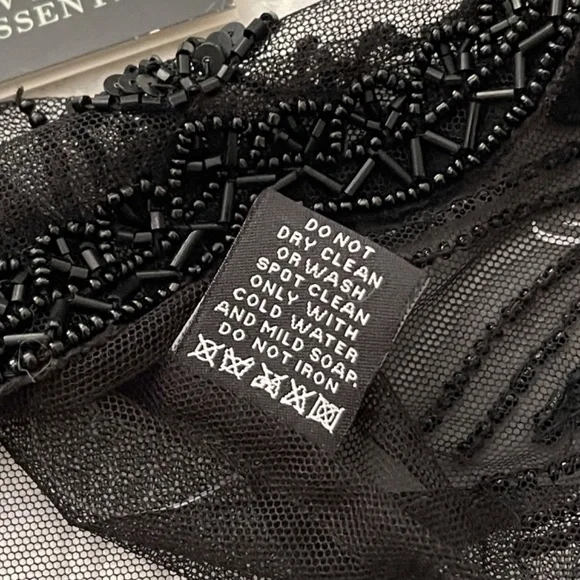 DO NOT
DRY CLEAN
OR WASH
SPOT CLEAN
ONLY WITH
COLD WATER
AND MILD SOAP.
DO NOT IRON